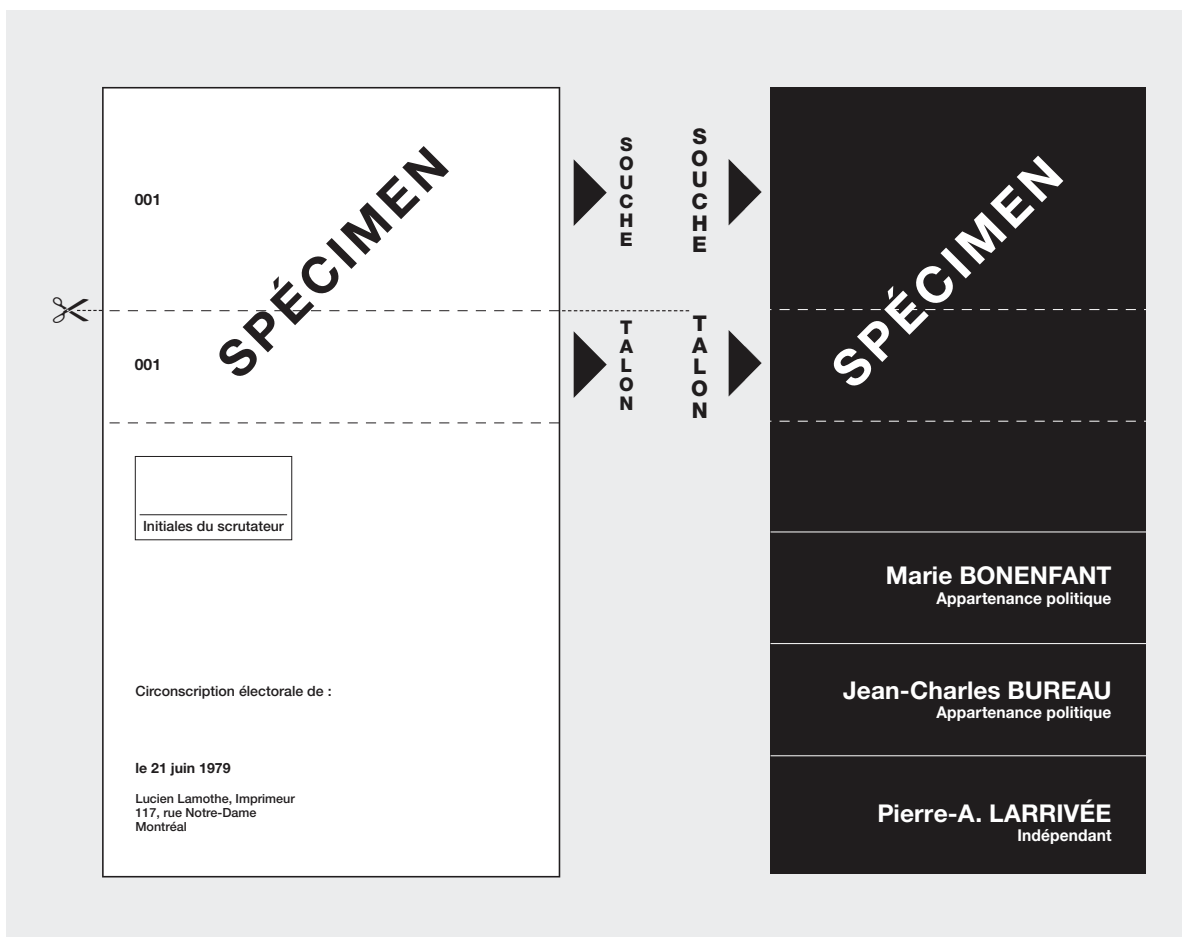 001
SPÉCIMEN
001
Initiales du scrutateur
Circonscription électorale de :
le 21 juin 1979
Lucien Lamothe, Imprimeur
117, rue Notre-Dame
Montréal
SOUCHE
TALON
SOUCHE
TALON
SPÉCIMEN
Marie BONENFANT
Appartenance politique
Jean-Charles BUREAU
Appartenance politique
Pierre-A. LARRIVÉE
Indépendant